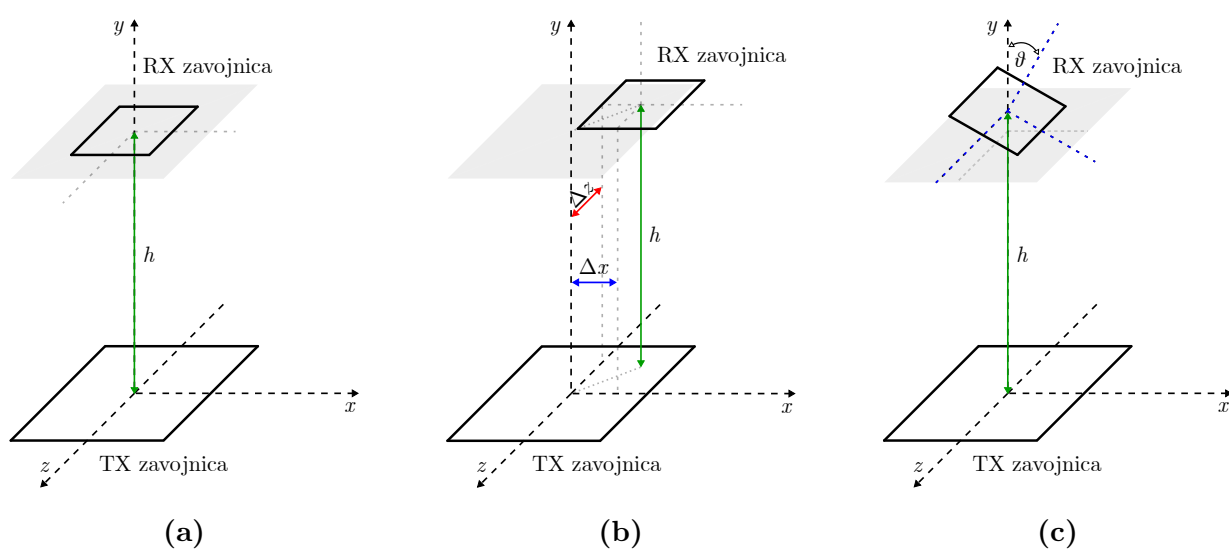 y
RX zavojnica
h
x
z
TX zavojnica
(a)
y
RX zavojnica
Δz
h
Δx
x
z
TX zavojnica
(b)
y
ϑ
RX zavojnica
h
x
z
TX zavojnica
(c)